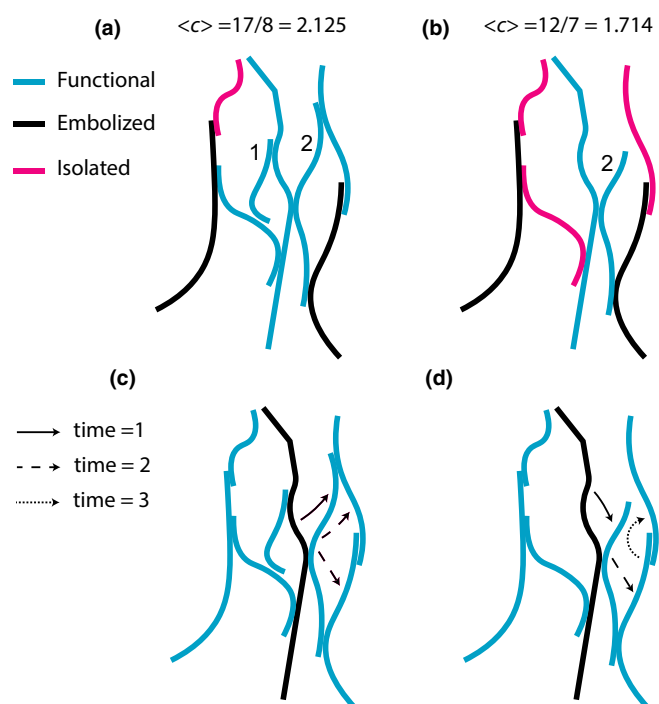 (a) <c> =17/8 = 2.125
(b) <c> =12/7 = 1.714
Functional
Embolized
Isolated
1
2
2
(c)
(d)
time =1
time = 2
time = 3